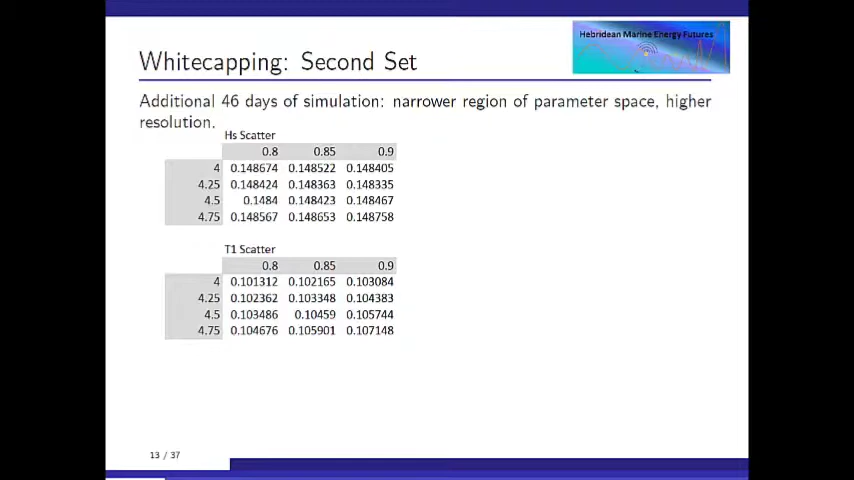 Hebridean Marine Energy Futures
Whitecapping: Second Set
Additional 46 days of simulation: narrower region of parameter space, higher
resolution.
Hs Scatter
0.8 0.85 0.9
4 0.148674 0.148522 0.148405
4.25 0.148424 0.148363 0.148335
4.5 0.1484 0.148423 0.148467
4.75 0.148567 0.148653 0.148758
T1 Scatter
0.8 0.85 0.9
4 0.101312 0.102165 0.103084
4.25 0.102362 0.103348 0.104383
4.5 0.103486 0.10459 0.105744
4.75 0.104676 0.105901 0.107148
13 / 37